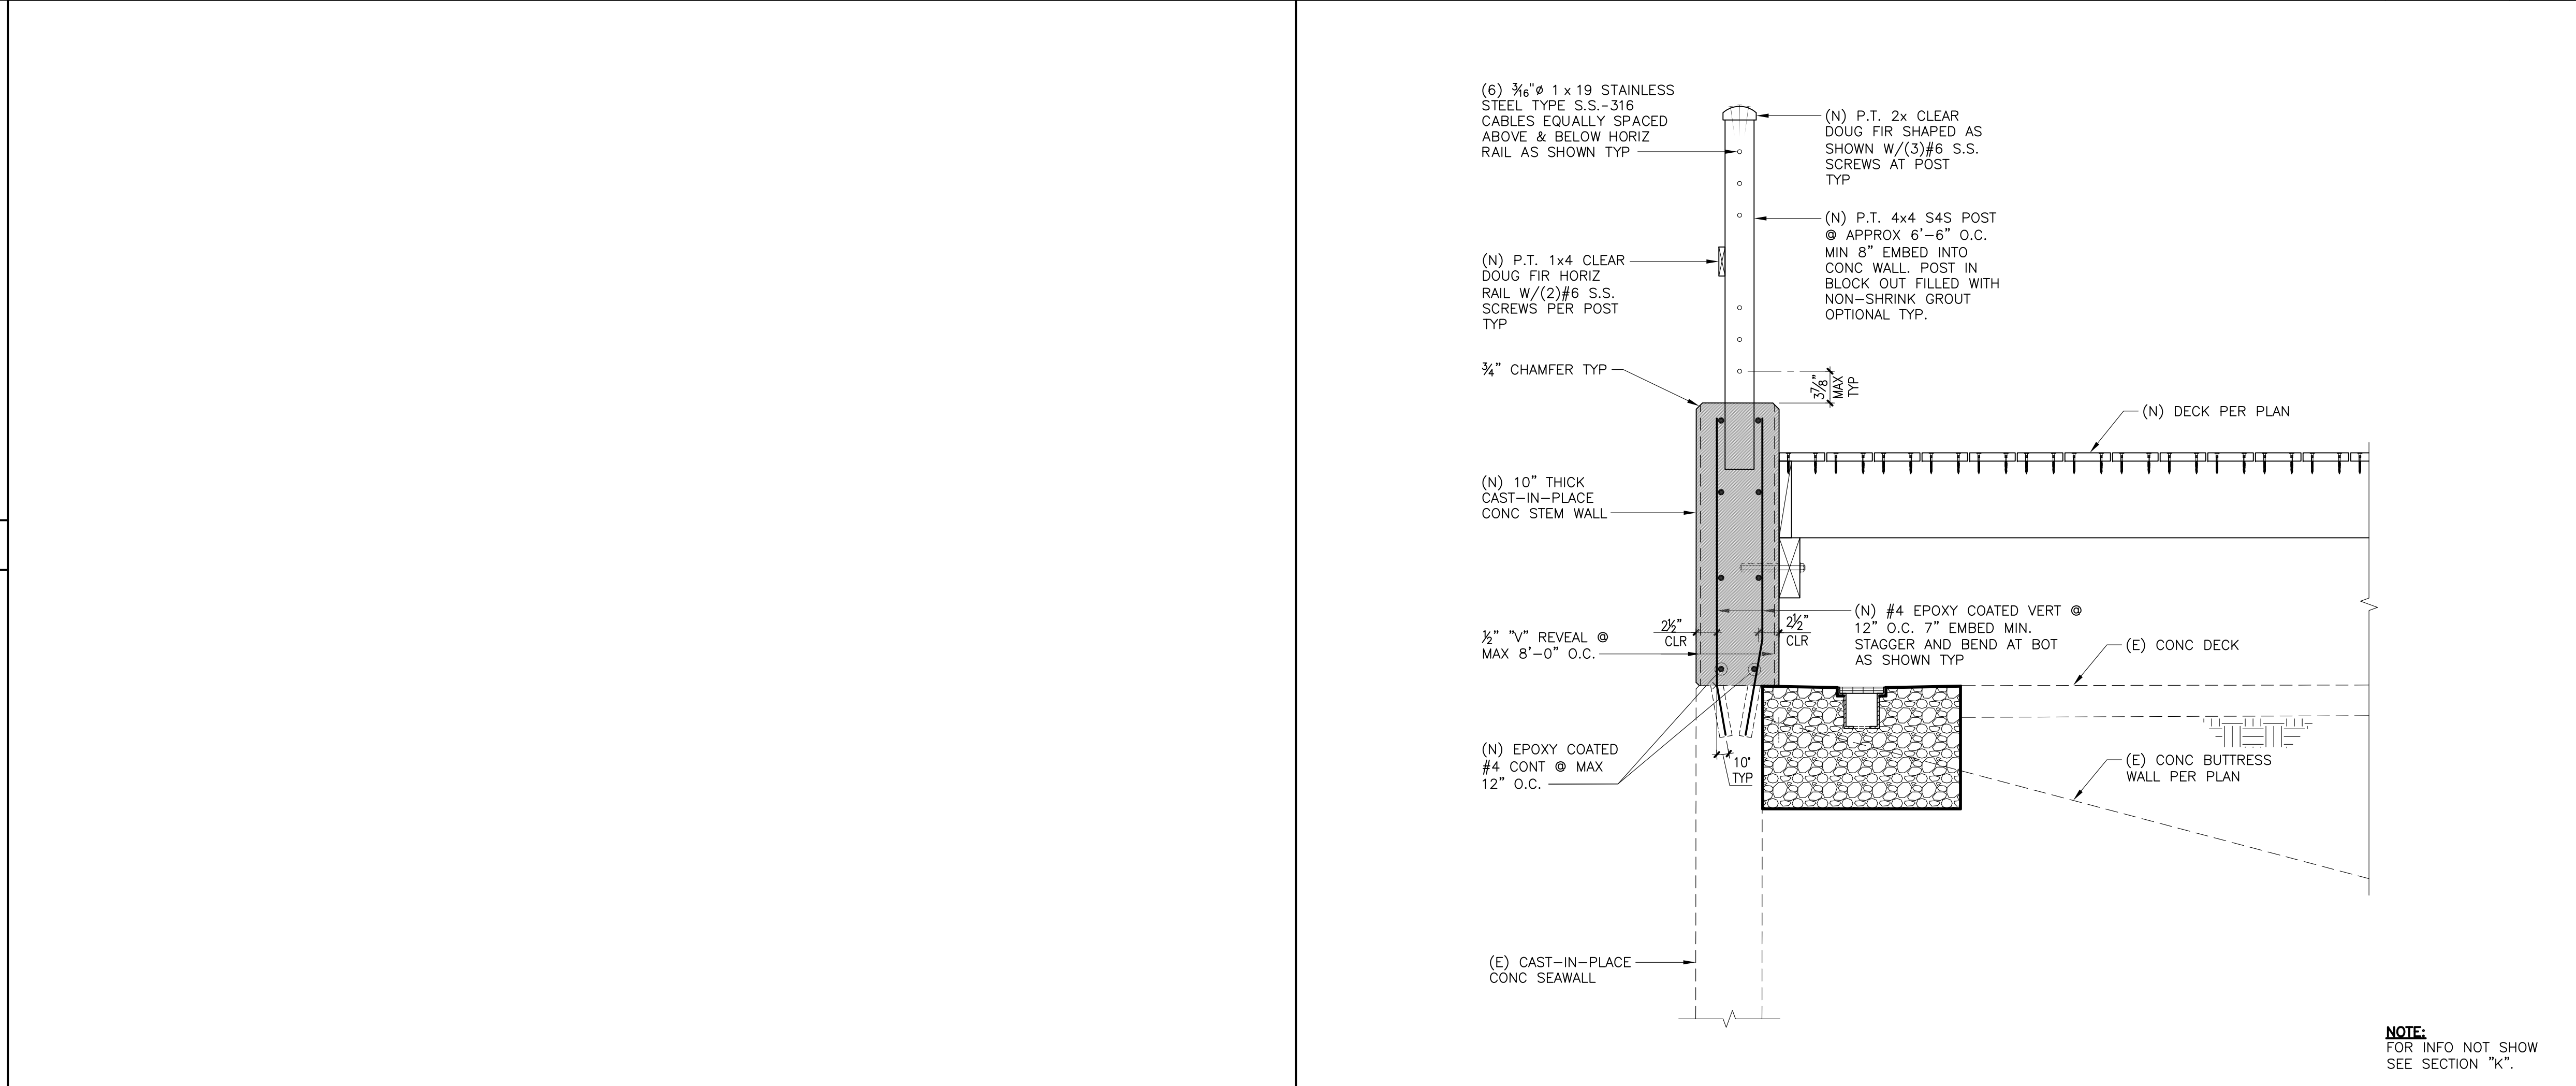 (6) 3/16"ø 1 x 19 STAINLESS
STEEL TYPE S.S.-316
CABLES EQUALLY SPACED
ABOVE & BELOW HORIZ
RAIL AS SHOWN TYP
(N) P.T. 2x CLEAR
DOUG FIR SHAPED AS
SHOWN W/(3)#6 S.S.
SCREWS AT POST
TYP
(N) P.T. 4x4 S4S POST
@ APPROX 6'-6" O.C.
MIN 8" EMBED INTO
CONC WALL. POST IN
BLOCK OUT FILLED WITH
NON-SHRINK GROUT
OPTIONAL TYP.
(N) P.T. 1x4 CLEAR
DOUG FIR HORIZ
RAIL W/(2)#6 S.S.
SCREWS PER POST
TYP
3/4" CHAMFER TYP
3 7/8"
MAX
TYP
(N) DECK PER PLAN
(N) 10" THICK
CAST-IN-PLACE
CONC STEM WALL
(N) #4 EPOXY COATED VERT @
12" O.C. 7" EMBED MIN.
STAGGER AND BEND AT BOT
AS SHOWN TYP
2 1/2"
CLR
2 1/2"
CLR
1/2" "V" REVEAL @
MAX 8'-0" O.C.
(E) CONC DECK
(N) EPOXY COATED
#4 CONT @ MAX
12" O.C.
10°
TYP
(E) CONC BUTTRESS
WALL PER PLAN
(E) CAST-IN-PLACE
CONC SEAWALL
NOTE:
FOR INFO NOT SHOW
SEE SECTION "K".